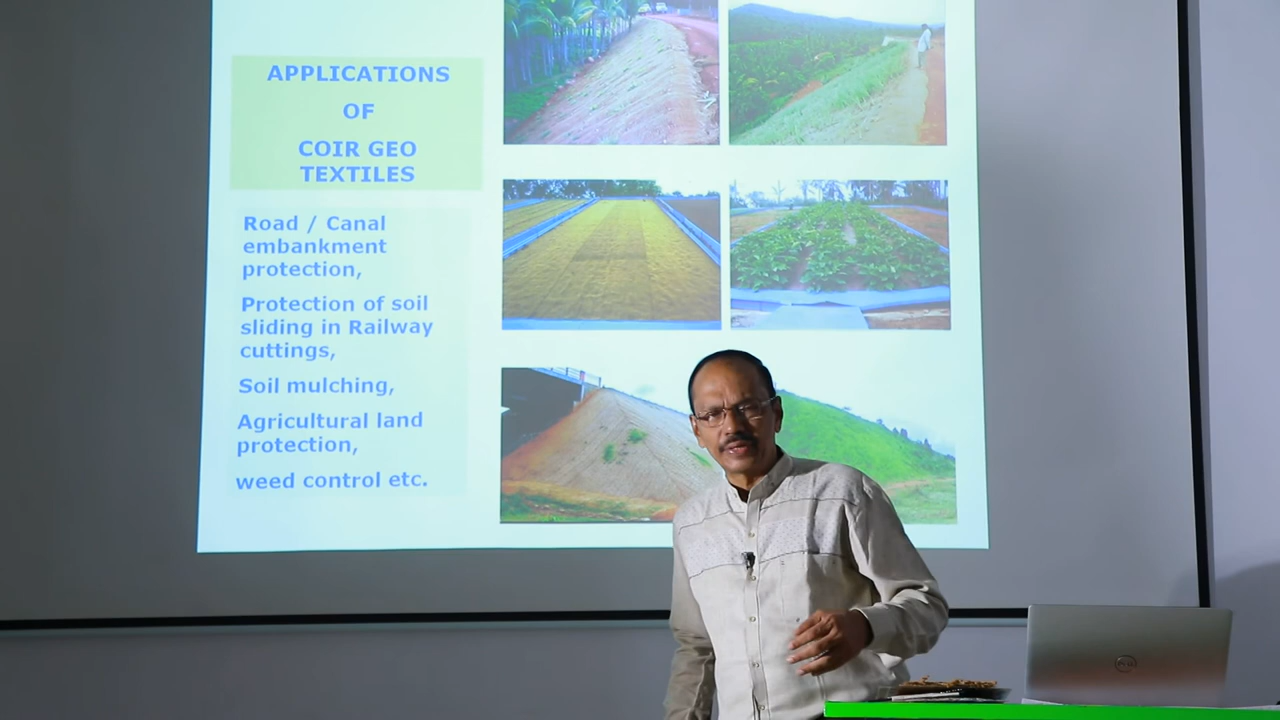 APPLICATIONS
OF
COIR GEO
TEXTILES
Road / Canal
embankment
protection,
Protection of soil
sliding in Railway
cuttings,
Soil mulching,
Agricultural land
protection,
weed control etc.
DELL